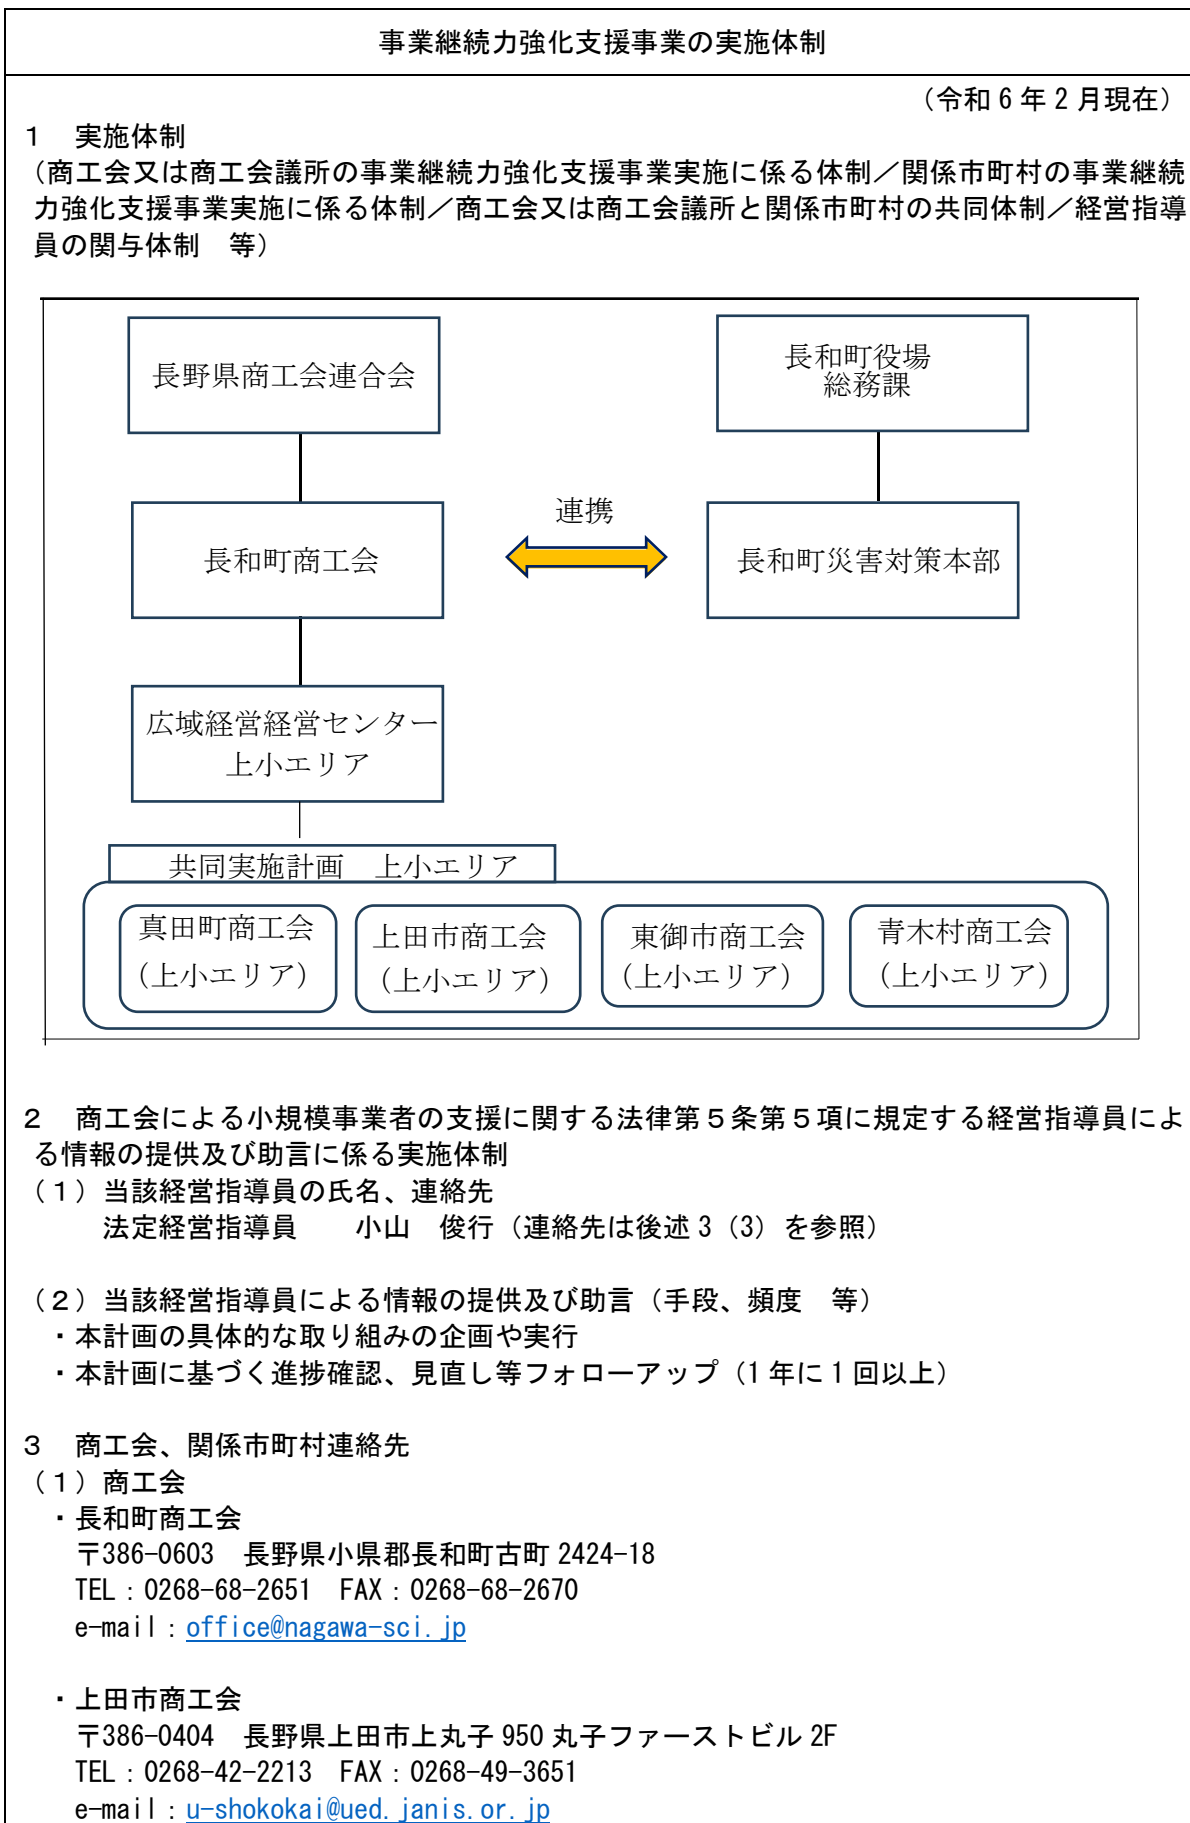 事業継続力強化支援事業の実施体制
（令和６年２月現在）
１　実施体制
（商工会又は商工会議所の事業継続力強化支援事業実施に係る体制／関係市町村の事業継続
力強化支援事業実施に係る体制／商工会又は商工会議所と関係市町村の共同体制／経営指導
員の関与体制　等）
長野県商工会連合会
長和町役場
総務課
連携
長和町商工会
長和町災害対策本部
広域経営経営センター
上小エリア
共同実施計画　上小エリア
真田町商工会
（上小エリア）
上田市商工会
（上小エリア）
東御市商工会
（上小エリア）
青木村商工会
（上小エリア）
２　商工会による小規模事業者の支援に関する法律第５条第５項に規定する経営指導員によ
る情報の提供及び助言に係る実施体制
（１）当該経営指導員の氏名、連絡先
法定経営指導員　　小山　俊行（連絡先は後述 3（3）を参照）
（２）当該経営指導員による情報の提供及び助言（手段、頻度　等）
・本計画の具体的な取り組みの企画や実行
・本計画に基づく進捗確認、見直し等フォローアップ（1 年に 1 回以上）
３　商工会、関係市町村連絡先
（１）商工会
・長和町商工会
〒386-0603　長野県小県郡長和町古町 2424-18
TEL：0268-68-2651　FAX：0268-68-2670
e-mail：office@nagawa-sci.jp
・上田市商工会
〒386-0404　長野県上田市上丸子 950 丸子ファーストビル 2F
TEL：0268-42-2213　FAX：0268-49-3651
e-mail：u-shokokai@ued.janis.or.jp